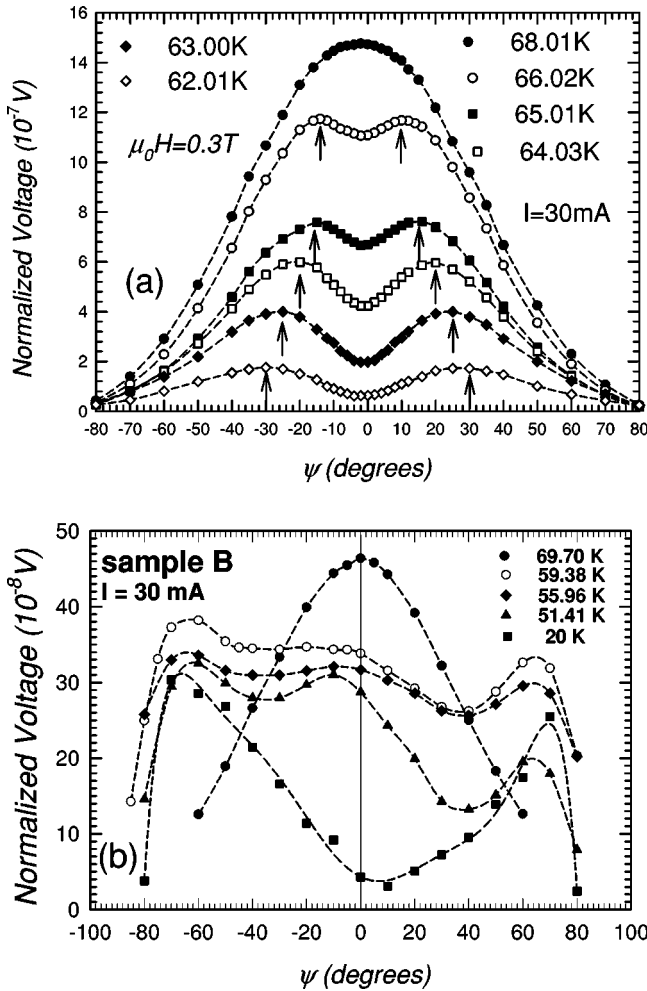 16
14
12
10
8
6
4
2
0
Normalized Voltage (10⁻⁷V)
63.00K
62.01K
μ₀H=0.3T
68.01K
66.02K
65.01K
64.03K
I=30mA
(a)
-80 -70 -60 -50 -40 -30 -20 -10 0 10 20 30 40 50 60 70 80
ψ (degrees)
50
40
30
20
10
0
Normalized Voltage (10⁻⁸V)
sample B
I = 30 mA
69.70 K
59.38 K
55.96 K
51.41 K
20 K
(b)
-100 -80 -60 -40 -20 0 20 40 60 80 100
ψ (degrees)